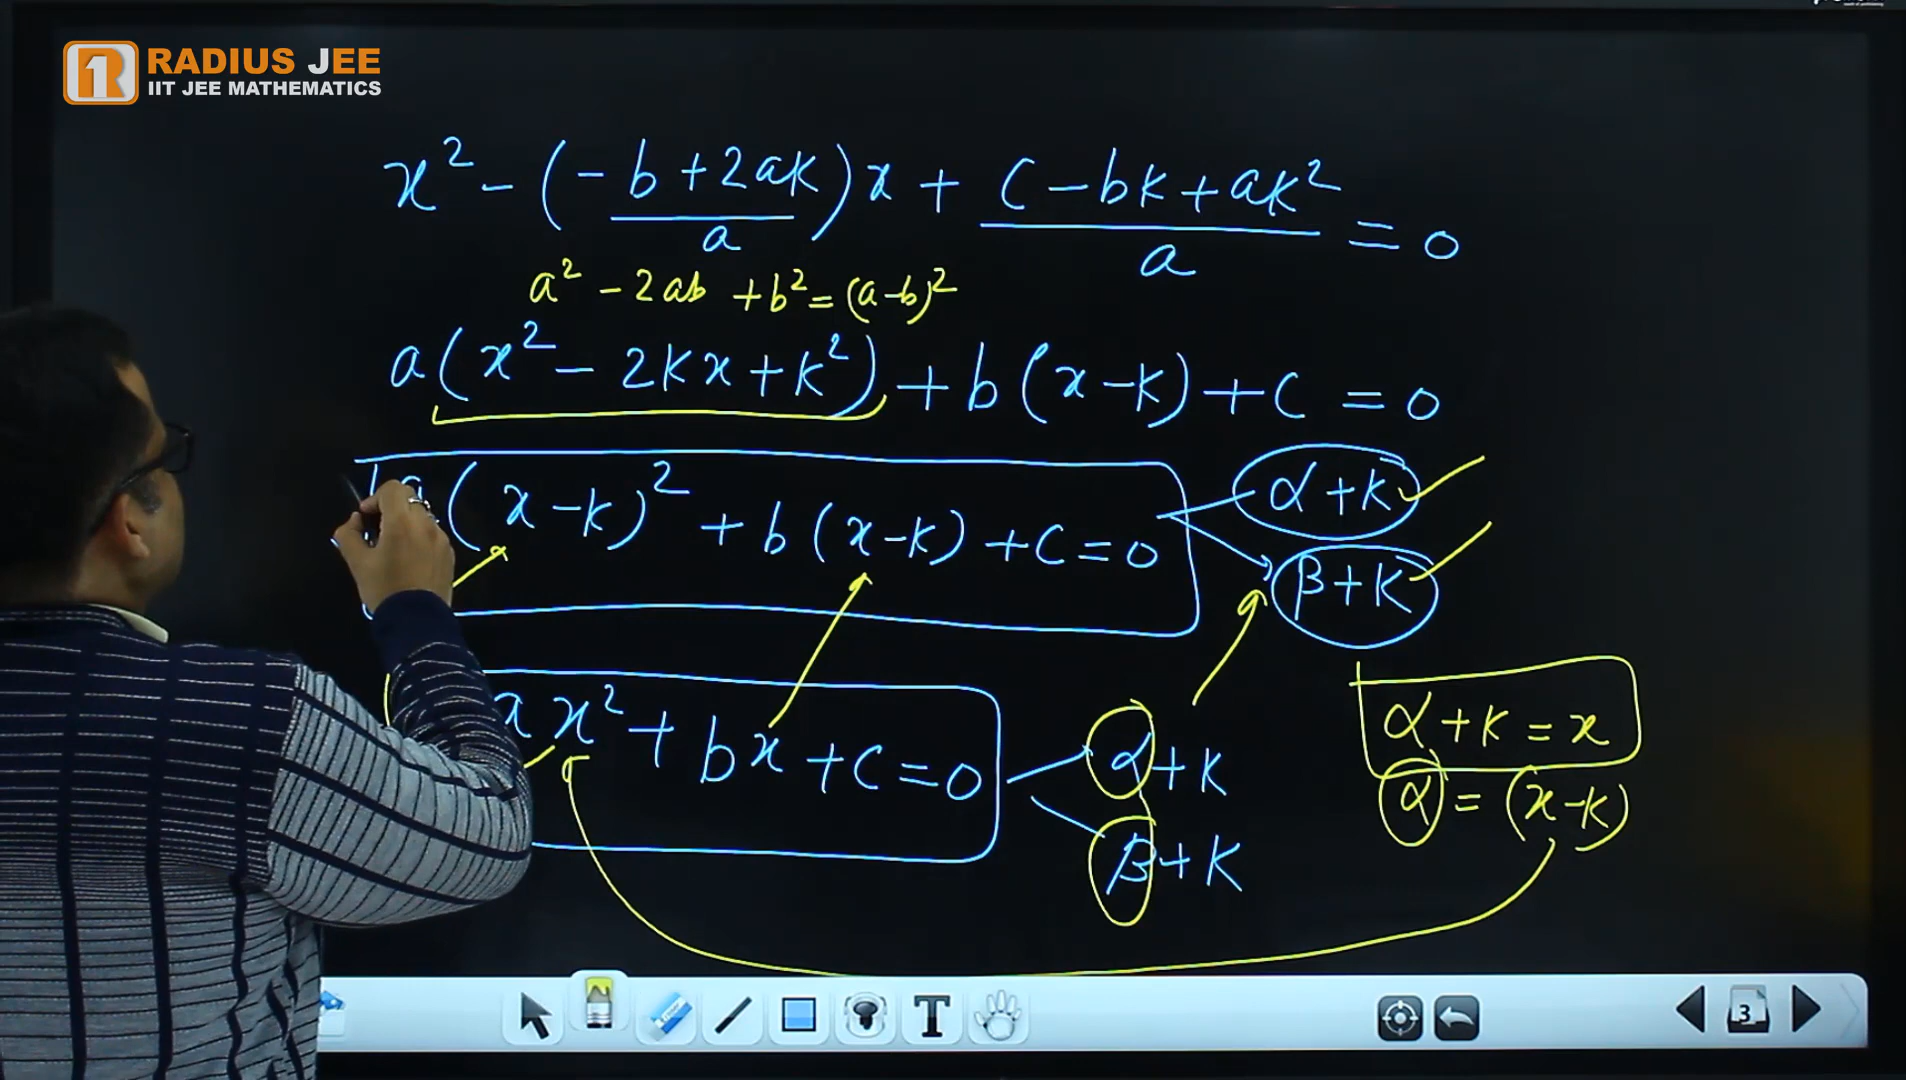 RADIUS JEE
IIT JEE MATHEMATICS
x² - (-b + 2ak)/a x + (C - bk + ak²)/a = 0
a² - 2ab + b² = (a-b)²
a(x² - 2kx + k²) + b(x-k) + C = 0
a(x-k)² + b(x-k) + C = 0
α + k
β + k
ax² + bx + C = 0
α + k
β + k
α + k = x
α = (x-k)
T
3